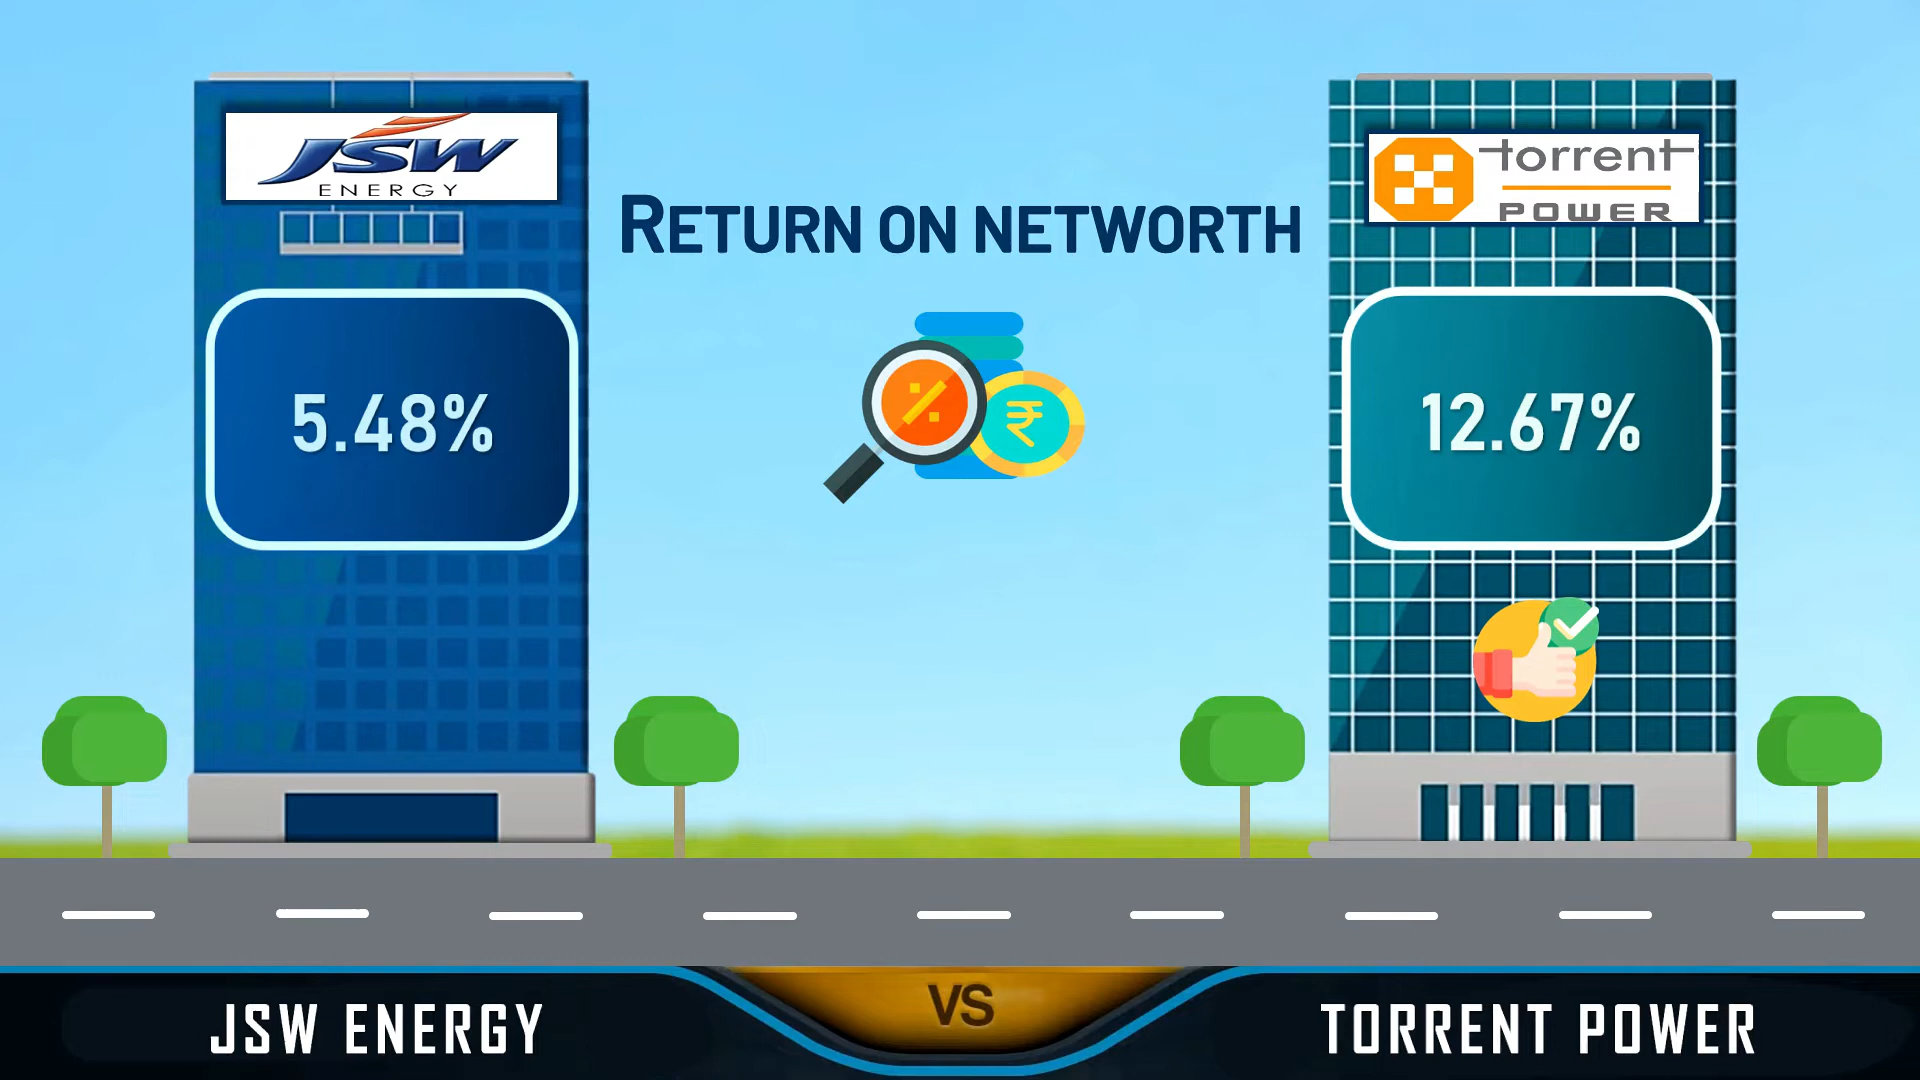 JSW
ENERGY
torrent
POWER
RETURN ON NETWORTH
5.48%
%
₹
12.67%
JSW ENERGY
VS
TORRENT POWER